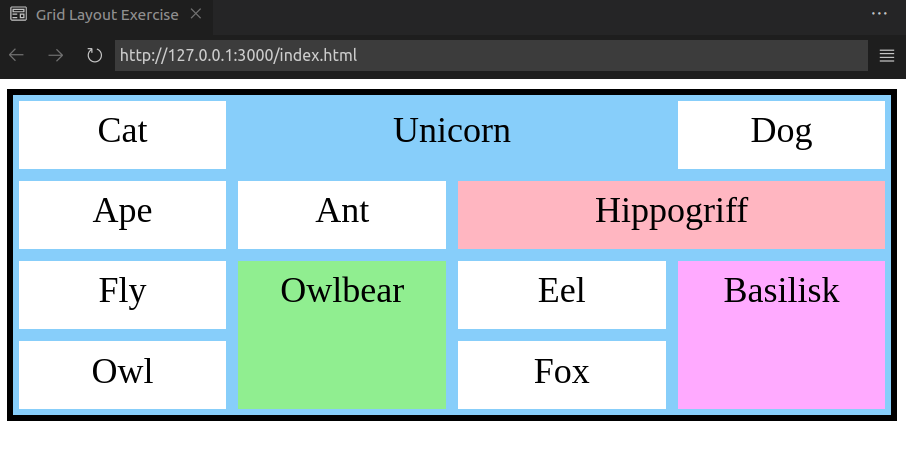 Grid Layout Exercise
http://127.0.0.1:3000/index.html
Cat Unicorn Dog
Ape Ant Hippogriff
Fly Owlbear Eel Basilisk
Owl Fox